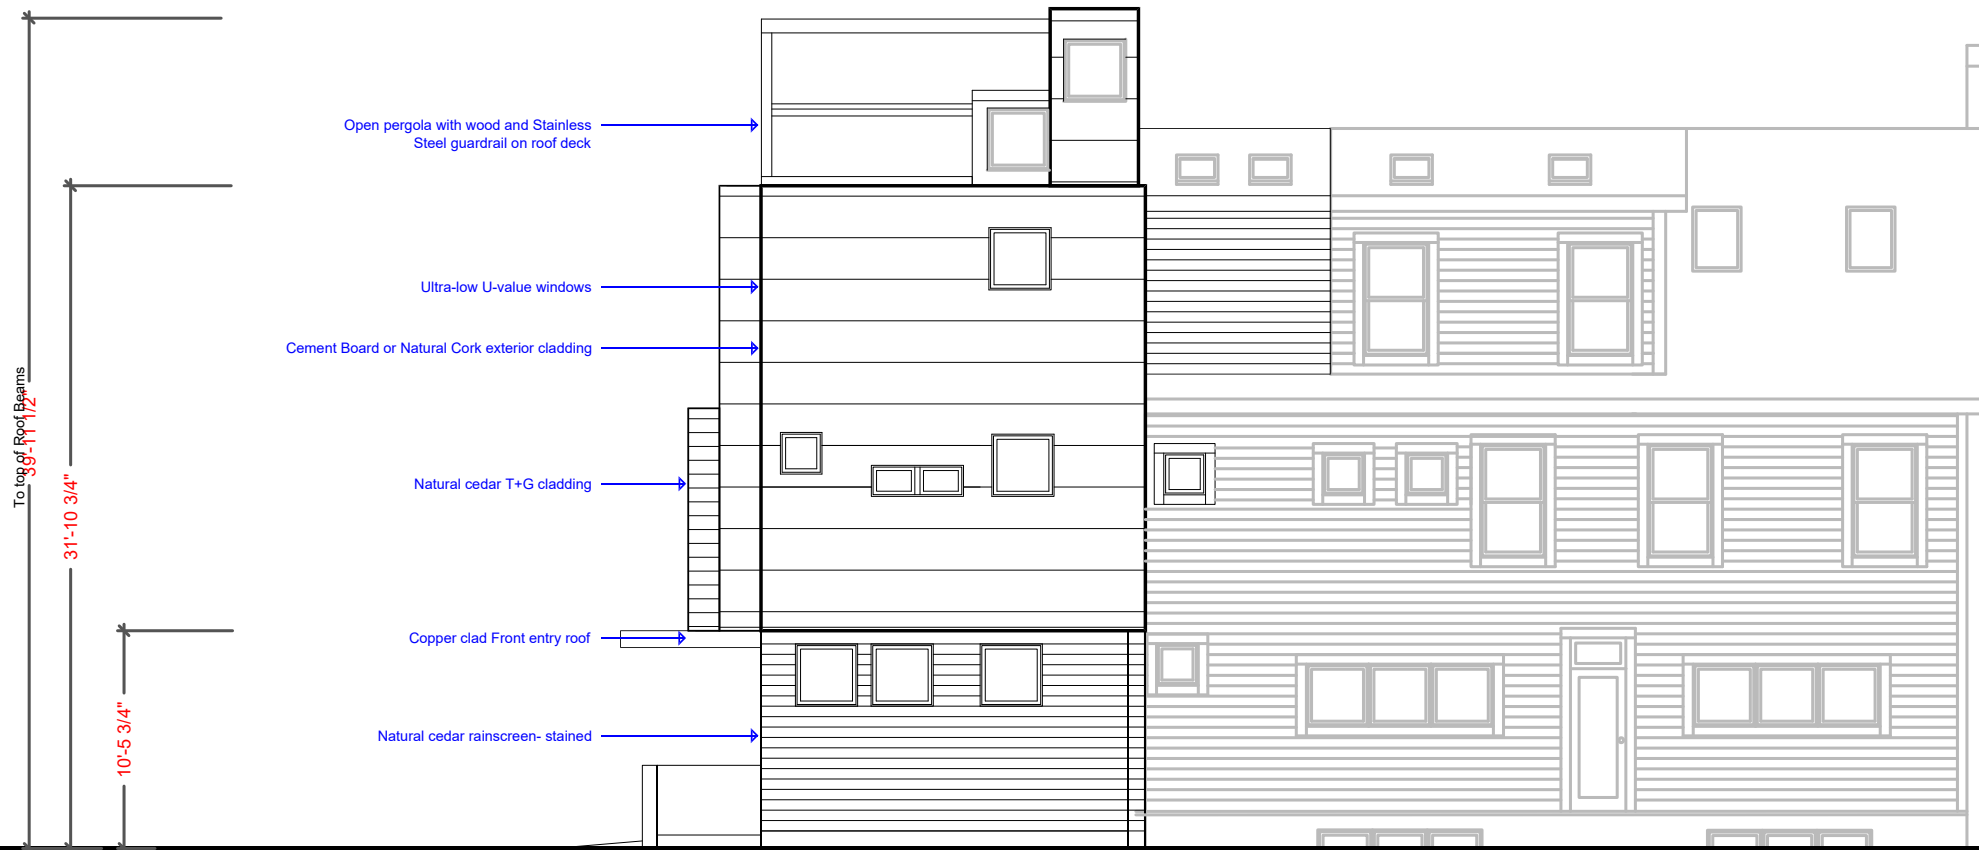 Open pergola with wood and Stainless
Steel guardrail on roof deck
Ultra-low U-value windows
Cement Board or Natural Cork exterior cladding
Natural cedar T+G cladding
Copper clad Front entry roof
Natural cedar rainscreen- stained
To top of Roof Beams
39'-11 1/2"
31'-10 3/4"
10'-5 3/4"